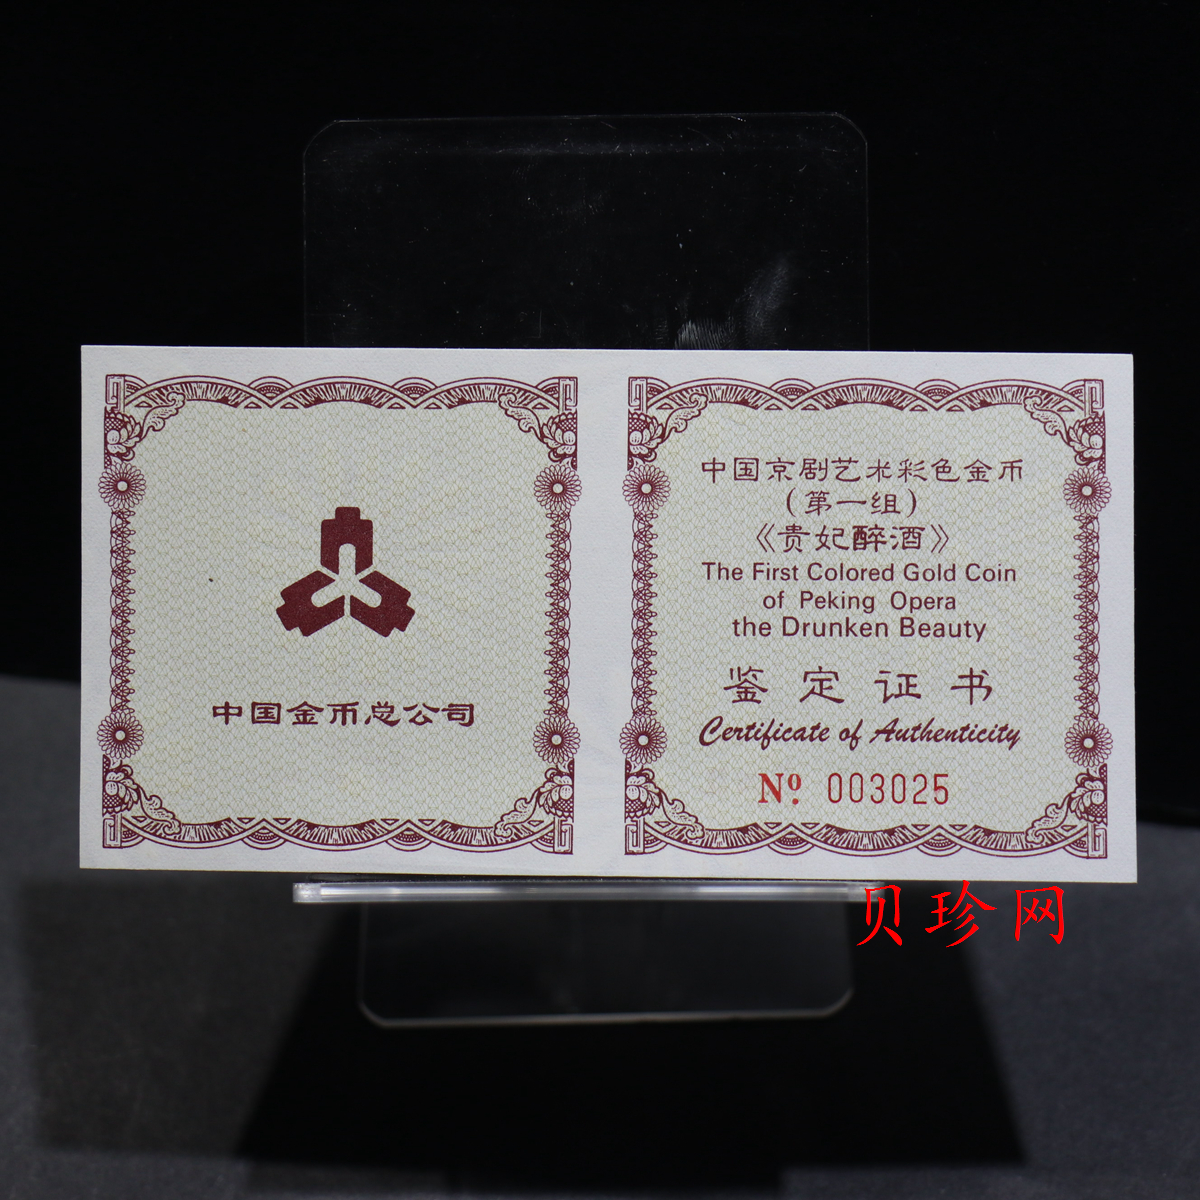 中国金币总公司
中国京剧艺术彩色金币
（第一组）
《贵妃醉酒》
The First Colored Gold Coin
of Peking Opera
the Drunken Beauty
鉴定证书
Certificate of Authenticity
Nº. 003025
贝珍网